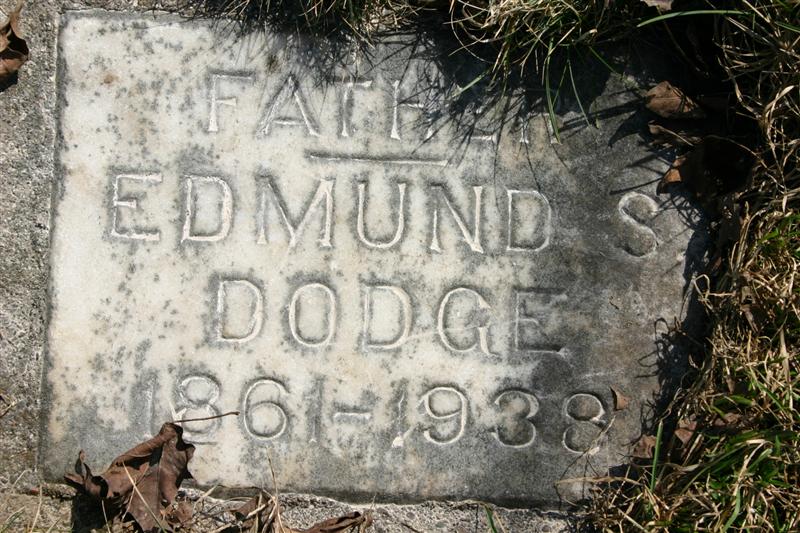 FATHER
EDMUND S
DODGE
1861-1938